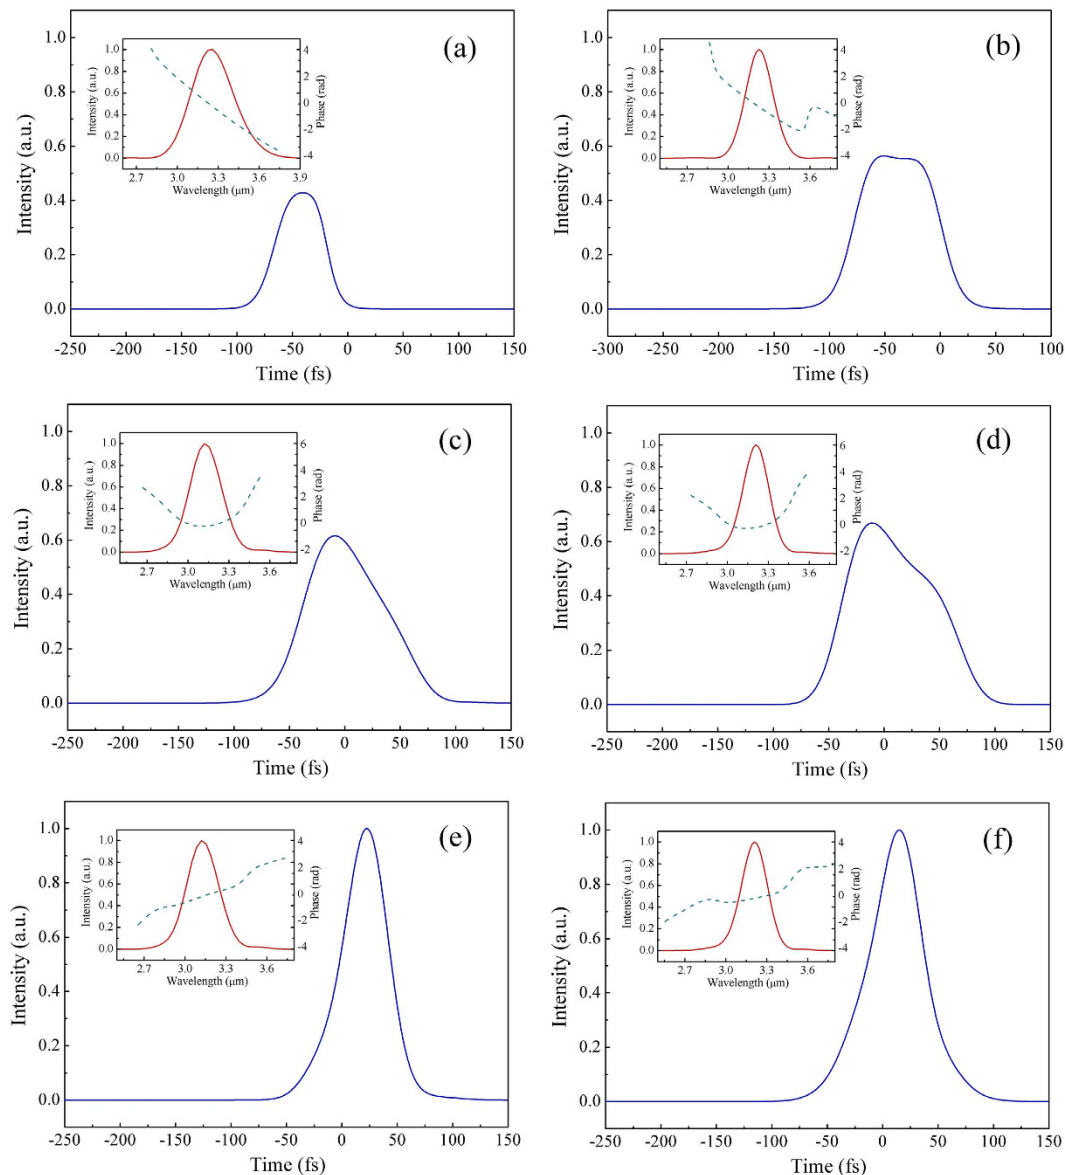 (a)
Intensity (a.u.)
1.0
0.8
0.6
0.4
0.2
0.0
-250 -200 -150 -100 -50 0 50 100 150
Time (fs)
Intensity (a.u.)
1.0
0.8
0.6
0.4
0.2
0.0
2.7 3.0 3.3 3.6 3.9
Wavelength (μm)
4
2
0
-2
-4
Phase (rad)
(b)
Intensity (a.u.)
1.0
0.8
0.6
0.4
0.2
0.0
-300 -250 -200 -150 -100 -50 0 50 100
Time (fs)
Intensity (a.u.)
1.0
0.8
0.6
0.4
0.2
0.0
2.7 3.0 3.3 3.6
Wavelength (μm)
4
2
0
-2
-4
Phase (rad)
(c)
Intensity (a.u.)
1.0
0.8
0.6
0.4
0.2
0.0
-250 -200 -150 -100 -50 0 50 100 150
Time (fs)
Intensity (a.u.)
1.0
0.8
0.6
0.4
0.2
0.0
2.7 3.0 3.3 3.6
Wavelength (μm)
6
4
2
0
-2
Phase (rad)
(d)
Intensity (a.u.)
1.0
0.8
0.6
0.4
0.2
0.0
-250 -200 -150 -100 -50 0 50 100 150
Time (fs)
Intensity (a.u.)
1.0
0.8
0.6
0.4
0.2
0.0
2.7 3.0 3.3 3.6
Wavelength (μm)
6
4
2
0
-2
Phase (rad)
(e)
Intensity (a.u.)
1.0
0.8
0.6
0.4
0.2
0.0
-250 -200 -150 -100 -50 0 50 100 150
Time (fs)
Intensity (a.u.)
1.0
0.8
0.6
0.4
0.2
0.0
2.7 3.0 3.3 3.6
Wavelength (μm)
4
2
0
-2
-4
Phase (rad)
(f)
Intensity (a.u.)
1.0
0.8
0.6
0.4
0.2
0.0
-250 -200 -150 -100 -50 0 50 100 150
Time (fs)
Intensity (a.u.)
1.0
0.8
0.6
0.4
0.2
0.0
2.7 3.0 3.3 3.6
Wavelength (μm)
4
2
0
-2
-4
Phase (rad)